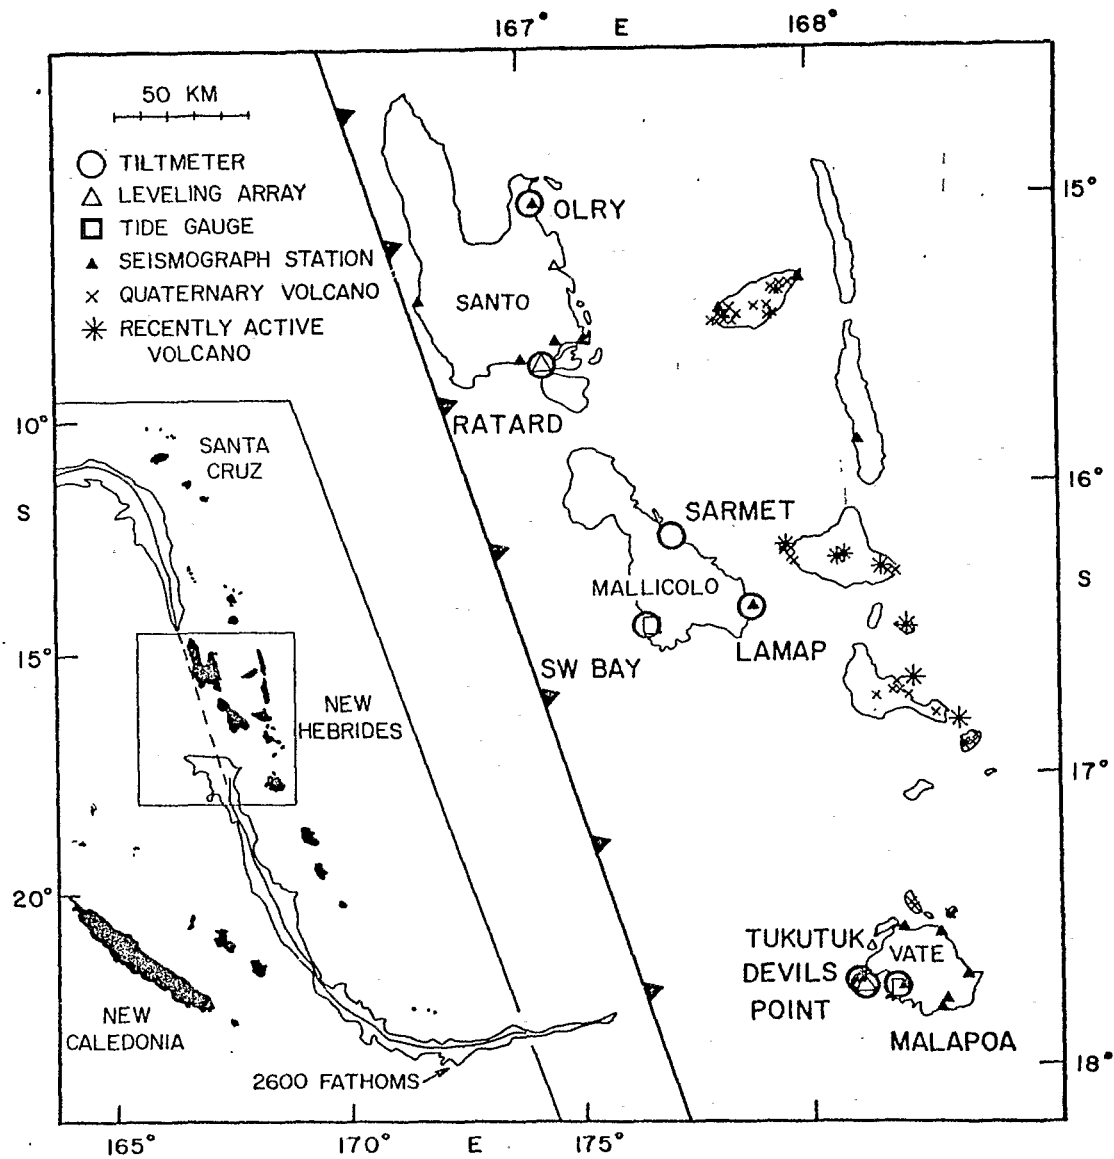 167° E 168°
50 KM
TILTMETER
LEVELING ARRAY
TIDE GAUGE
SEISMOGRAPH STATION
QUATERNARY VOLCANO
RECENTLY ACTIVE
VOLCANO
OLRY
15°
SANTO
RATARD
10°
SANTA
CRUZ
S
16°
SARMET
MALLICOLO
S
LAMAP
SW BAY
15°
NEW
HEBRIDES
17°
20°
TUKUTUK
DEVILS
POINT
VATE
MALAPOA
NEW
CALEDONIA
2600 FATHOMS
18°
165° 170° E 175°